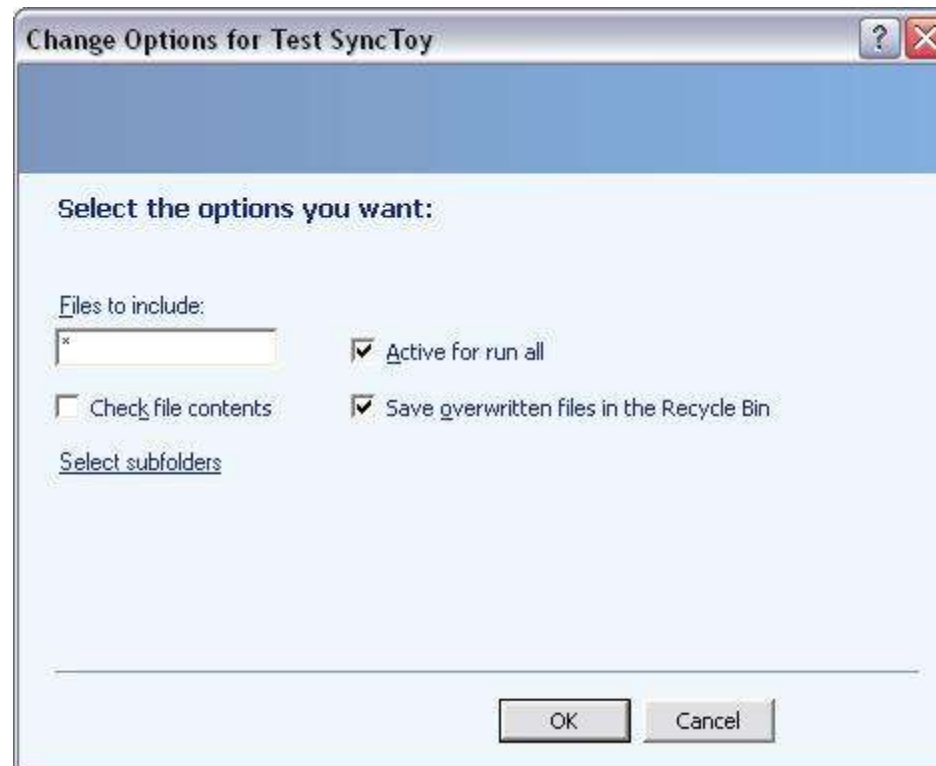 Change Options for Test SyncToy
?
Select the options you want:
Files to include:
*
Active for run all
Check file contents
Save overwritten files in the Recycle Bin
Select subfolders
OK
Cancel